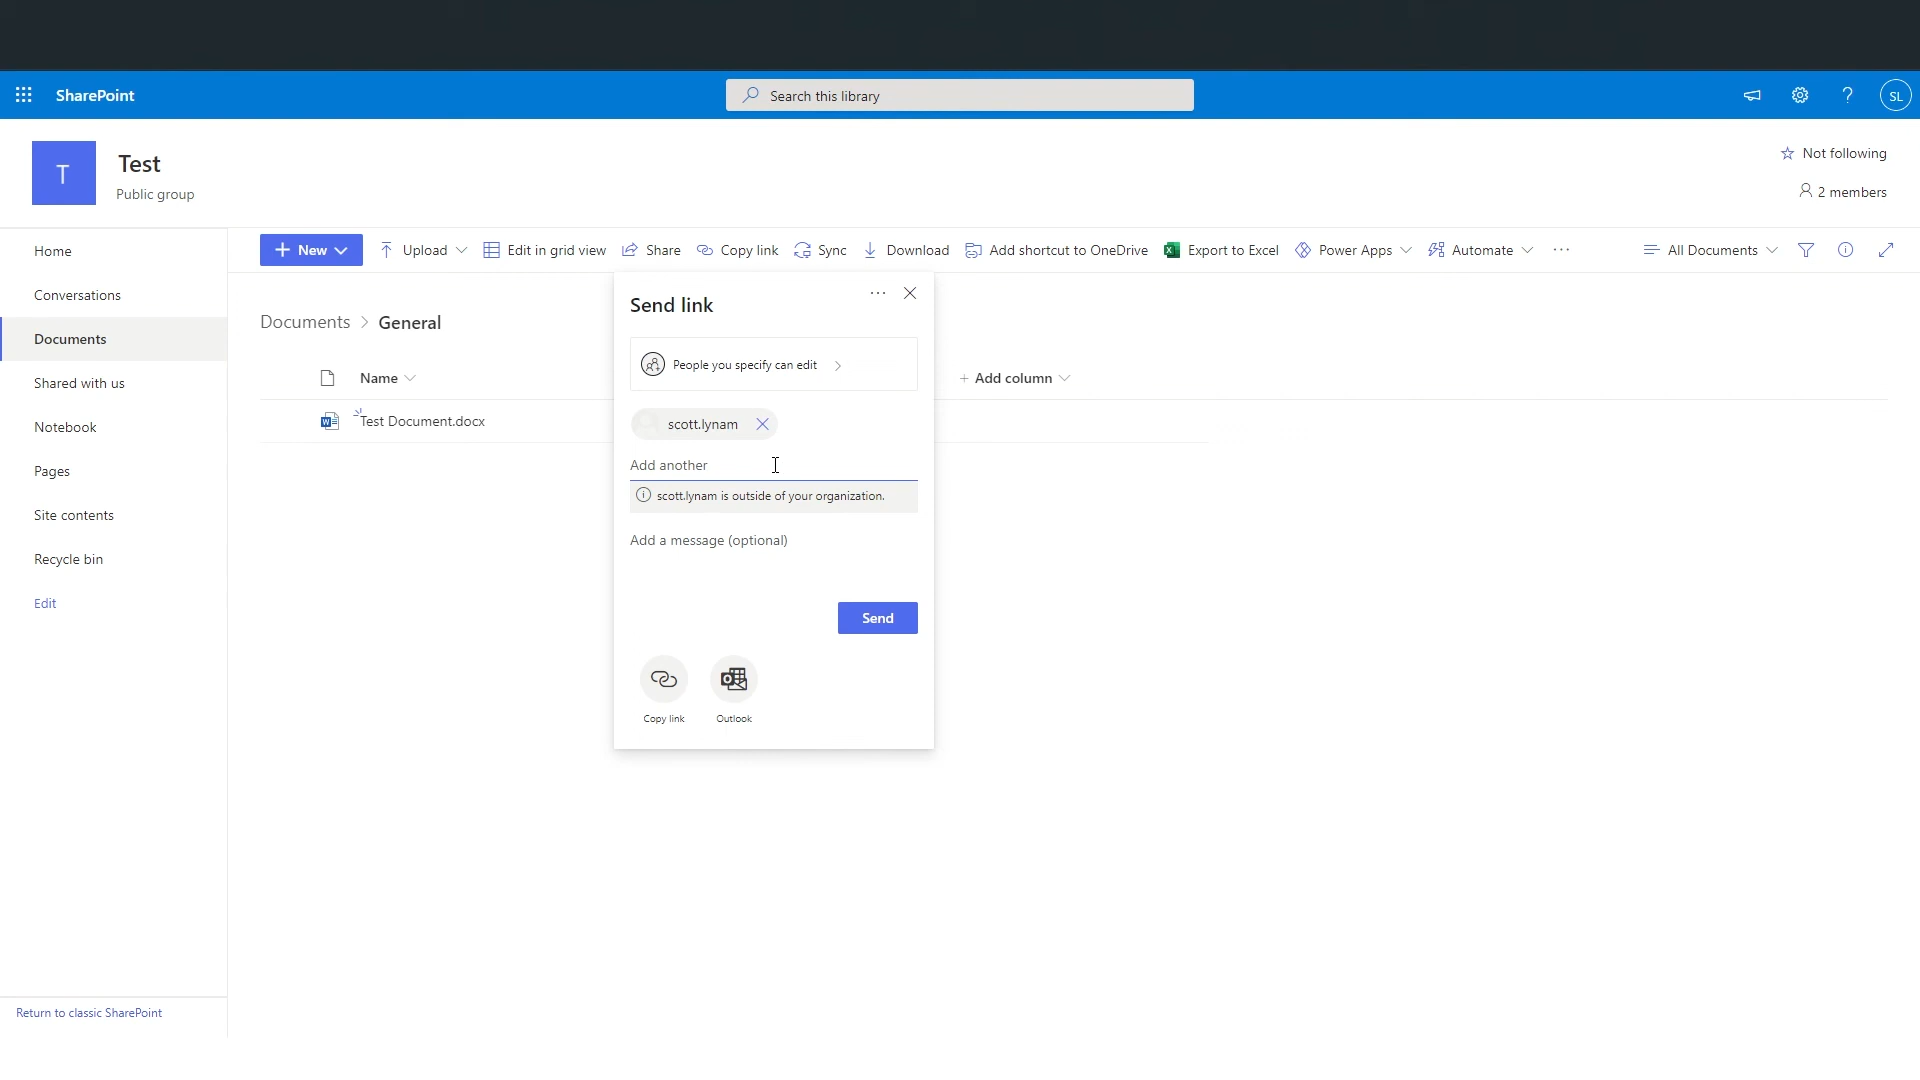 SharePoint
Search this library
SL
T
Test
Public group
Not following
2 members
Home
Conversations
Documents
Shared with us
Notebook
Pages
Site contents
Recycle bin
Edit
Return to classic SharePoint
New
Upload
Edit in grid view
Share
Copy link
Sync
Download
Add shortcut to OneDrive
Export to Excel
Power Apps
Automate
All Documents
Documents > General
Name
Add column
Test Document.docx
Send link
People you specify can edit
scott.lynam
Add another
scott.lynam is outside of your organization.
Add a message (optional)
Send
Copy link
Outlook